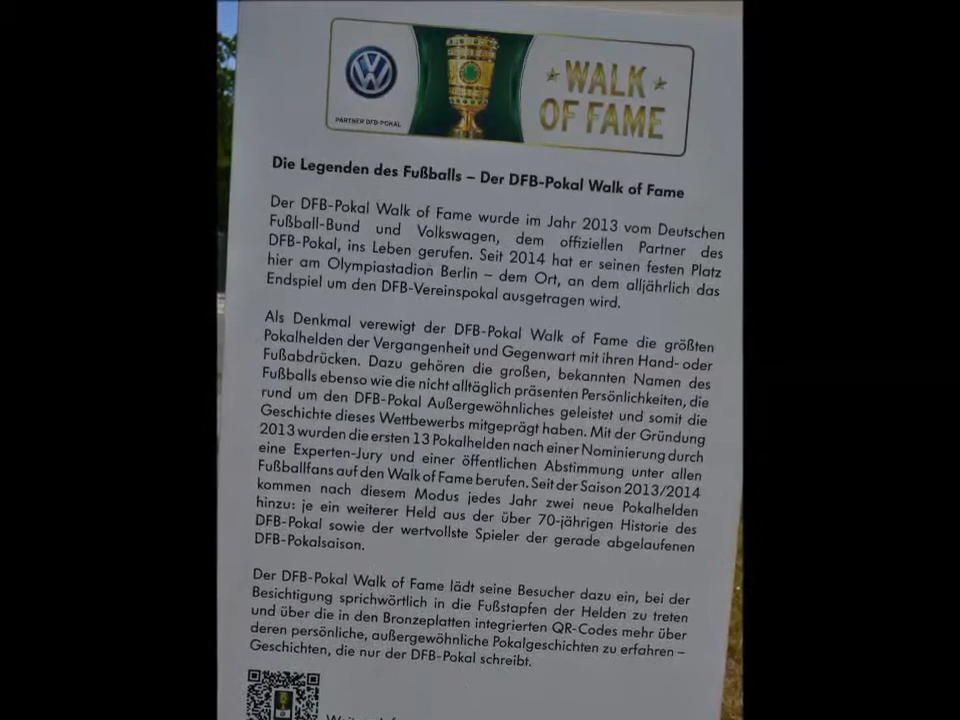 PARTNER DFB-POKAL
WALK
OF FAME
Die Legenden des Fußballs – Der DFB-Pokal Walk of Fame
Der DFB-Pokal Walk of Fame wurde im Jahr 2013 vom Deutschen
Fußball-Bund und Volkswagen, dem offiziellen Partner des
DFB-Pokal, ins Leben gerufen. Seit 2014 hat er seinen festen Platz
hier am Olympiastadion Berlin – dem Ort, an dem alljährlich das
Endspiel um den DFB-Vereinspokal ausgetragen wird.
Als Denkmal verewigt der DFB-Pokal Walk of Fame die größten
Pokalhelden der Vergangenheit und Gegenwart mit ihren Hand- oder
Fußabdrücken. Dazu gehören die großen, bekannten Namen des
Fußballs ebenso wie die nicht alltäglich präsenten Persönlichkeiten, die
rund um den DFB-Pokal Außergewöhnliches geleistet und somit die
Geschichte dieses Wettbewerbs mitgeprägt haben. Mit der Gründung
2013 wurden die ersten 13 Pokalhelden nach einer Nominierung durch
eine Experten-Jury und einer öffentlichen Abstimmung unter allen
Fußballfans auf den Walk of Fame berufen. Seit der Saison 2013/2014
kommen nach diesem Modus jedes Jahr zwei neue Pokalhelden
hinzu: je ein weiterer Held aus der über 70-jährigen Historie des
DFB-Pokal sowie der wertvollste Spieler der gerade abgelaufenen
DFB-Pokalsaison.
Der DFB-Pokal Walk of Fame lädt seine Besucher dazu ein, bei der
Besichtigung sprichwörtlich in die Fußstapfen der Helden zu treten
und über die in den Bronzeplatten integrierten QR-Codes mehr über
deren persönliche, außergewöhnliche Pokalgeschichten zu erfahren –
Geschichten, die nur der DFB-Pokal schreibt.